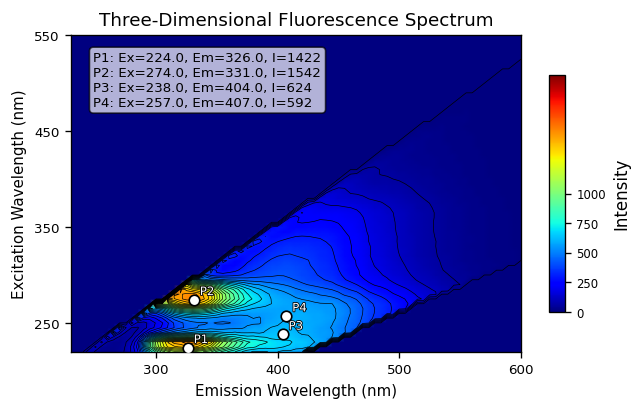 Three-Dimensional Fluorescence Spectrum
P1: Ex=224.0, Em=326.0, I=1422
P2: Ex=274.0, Em=331.0, I=1542
P3: Ex=238.0, Em=404.0, I=624
P4: Ex=257.0, Em=407.0, I=592
550
450
350
250
Excitation Wavelength (nm)
P2
P4
P3
P1
300
400
500
600
Emission Wavelength (nm)
1000
750
500
250
0
Intensity